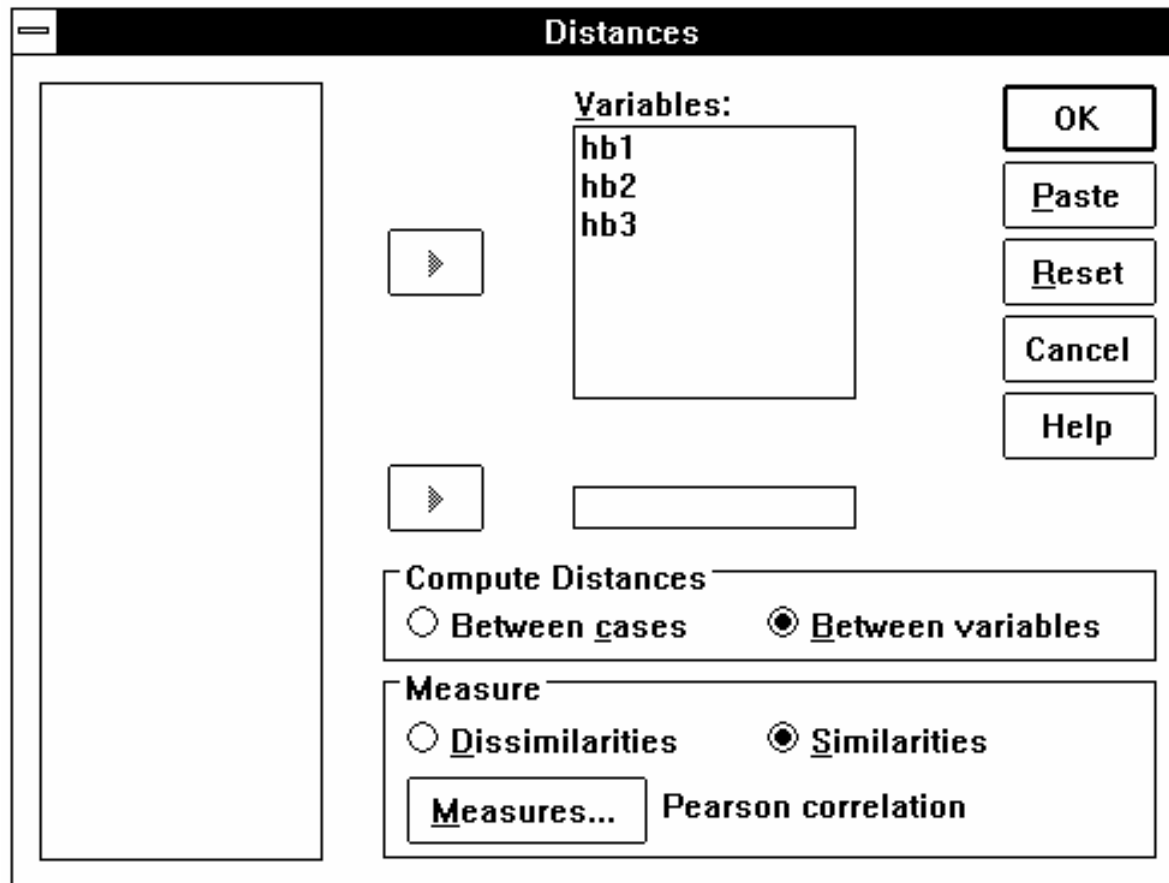 Distances
Variables:
hb1
hb2
hb3
OK
Paste
Reset
Cancel
Help
Compute Distances
Between cases
Between variables
Measure
Dissimilarities
Similarities
Measures...
Pearson correlation